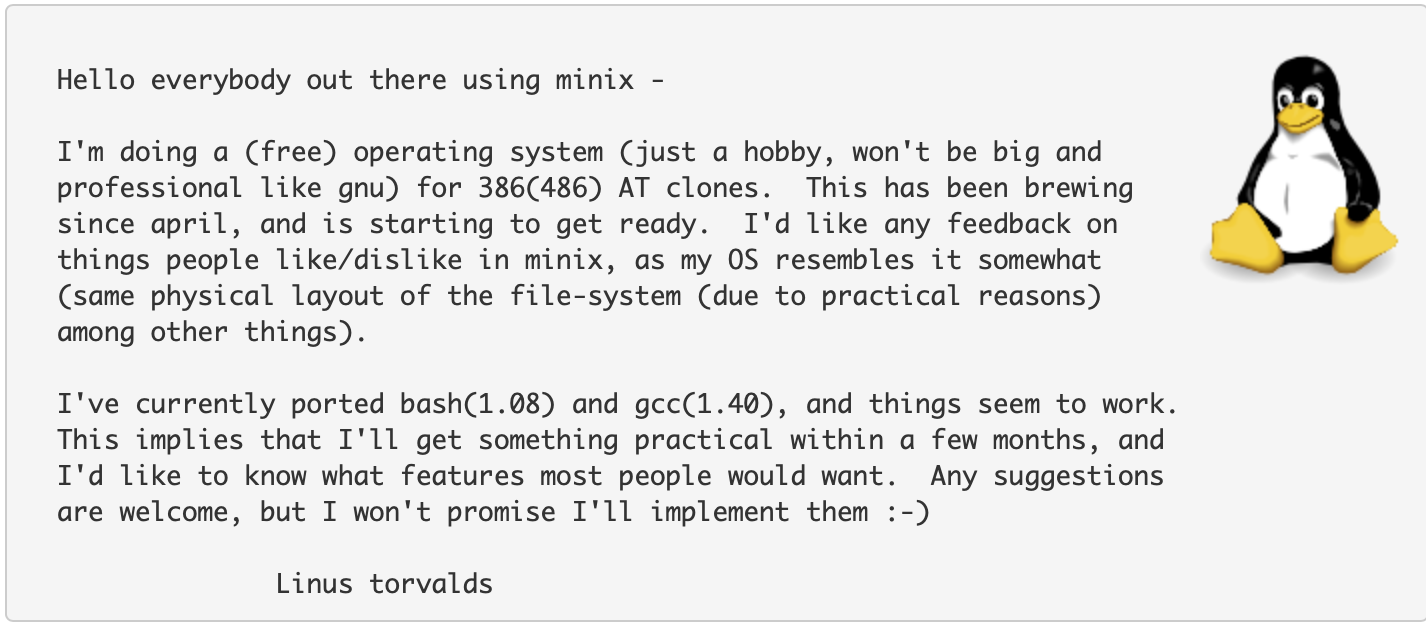 Hello everybody out there using minix -
I'm doing a (free) operating system (just a hobby, won't be big and
professional like gnu) for 386(486) AT clones.  This has been brewing
since april, and is starting to get ready.  I'd like any feedback on
things people like/dislike in minix, as my OS resembles it somewhat
(same physical layout of the file-system (due to practical reasons)
among other things).
I've currently ported bash(1.08) and gcc(1.40), and things seem to work.
This implies that I'll get something practical within a few months, and
I'd like to know what features most people would want.  Any suggestions
are welcome, but I won't promise I'll implement them :-)
Linus torvalds